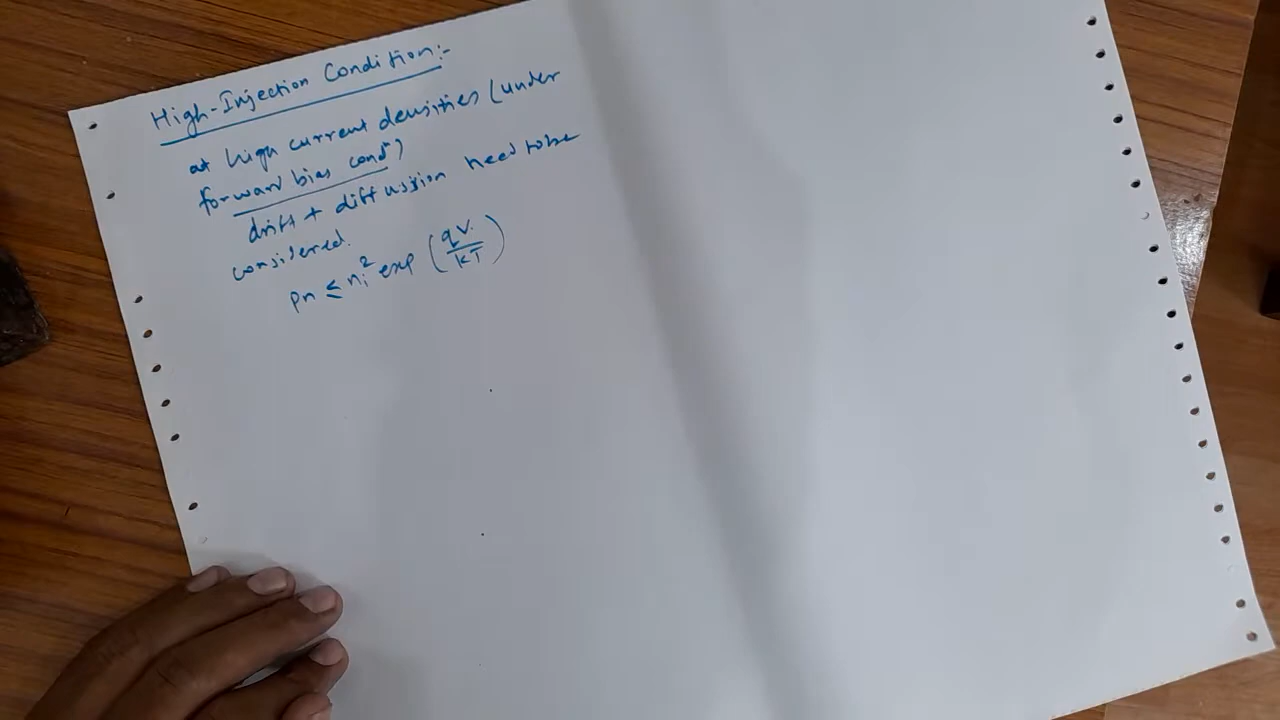 High-Injection Condition:-
at high current densities (under
forward bias condⁿ)
drift + diffusion need to be
considered.
pn ≤ nᵢ² exp (qV/kT)